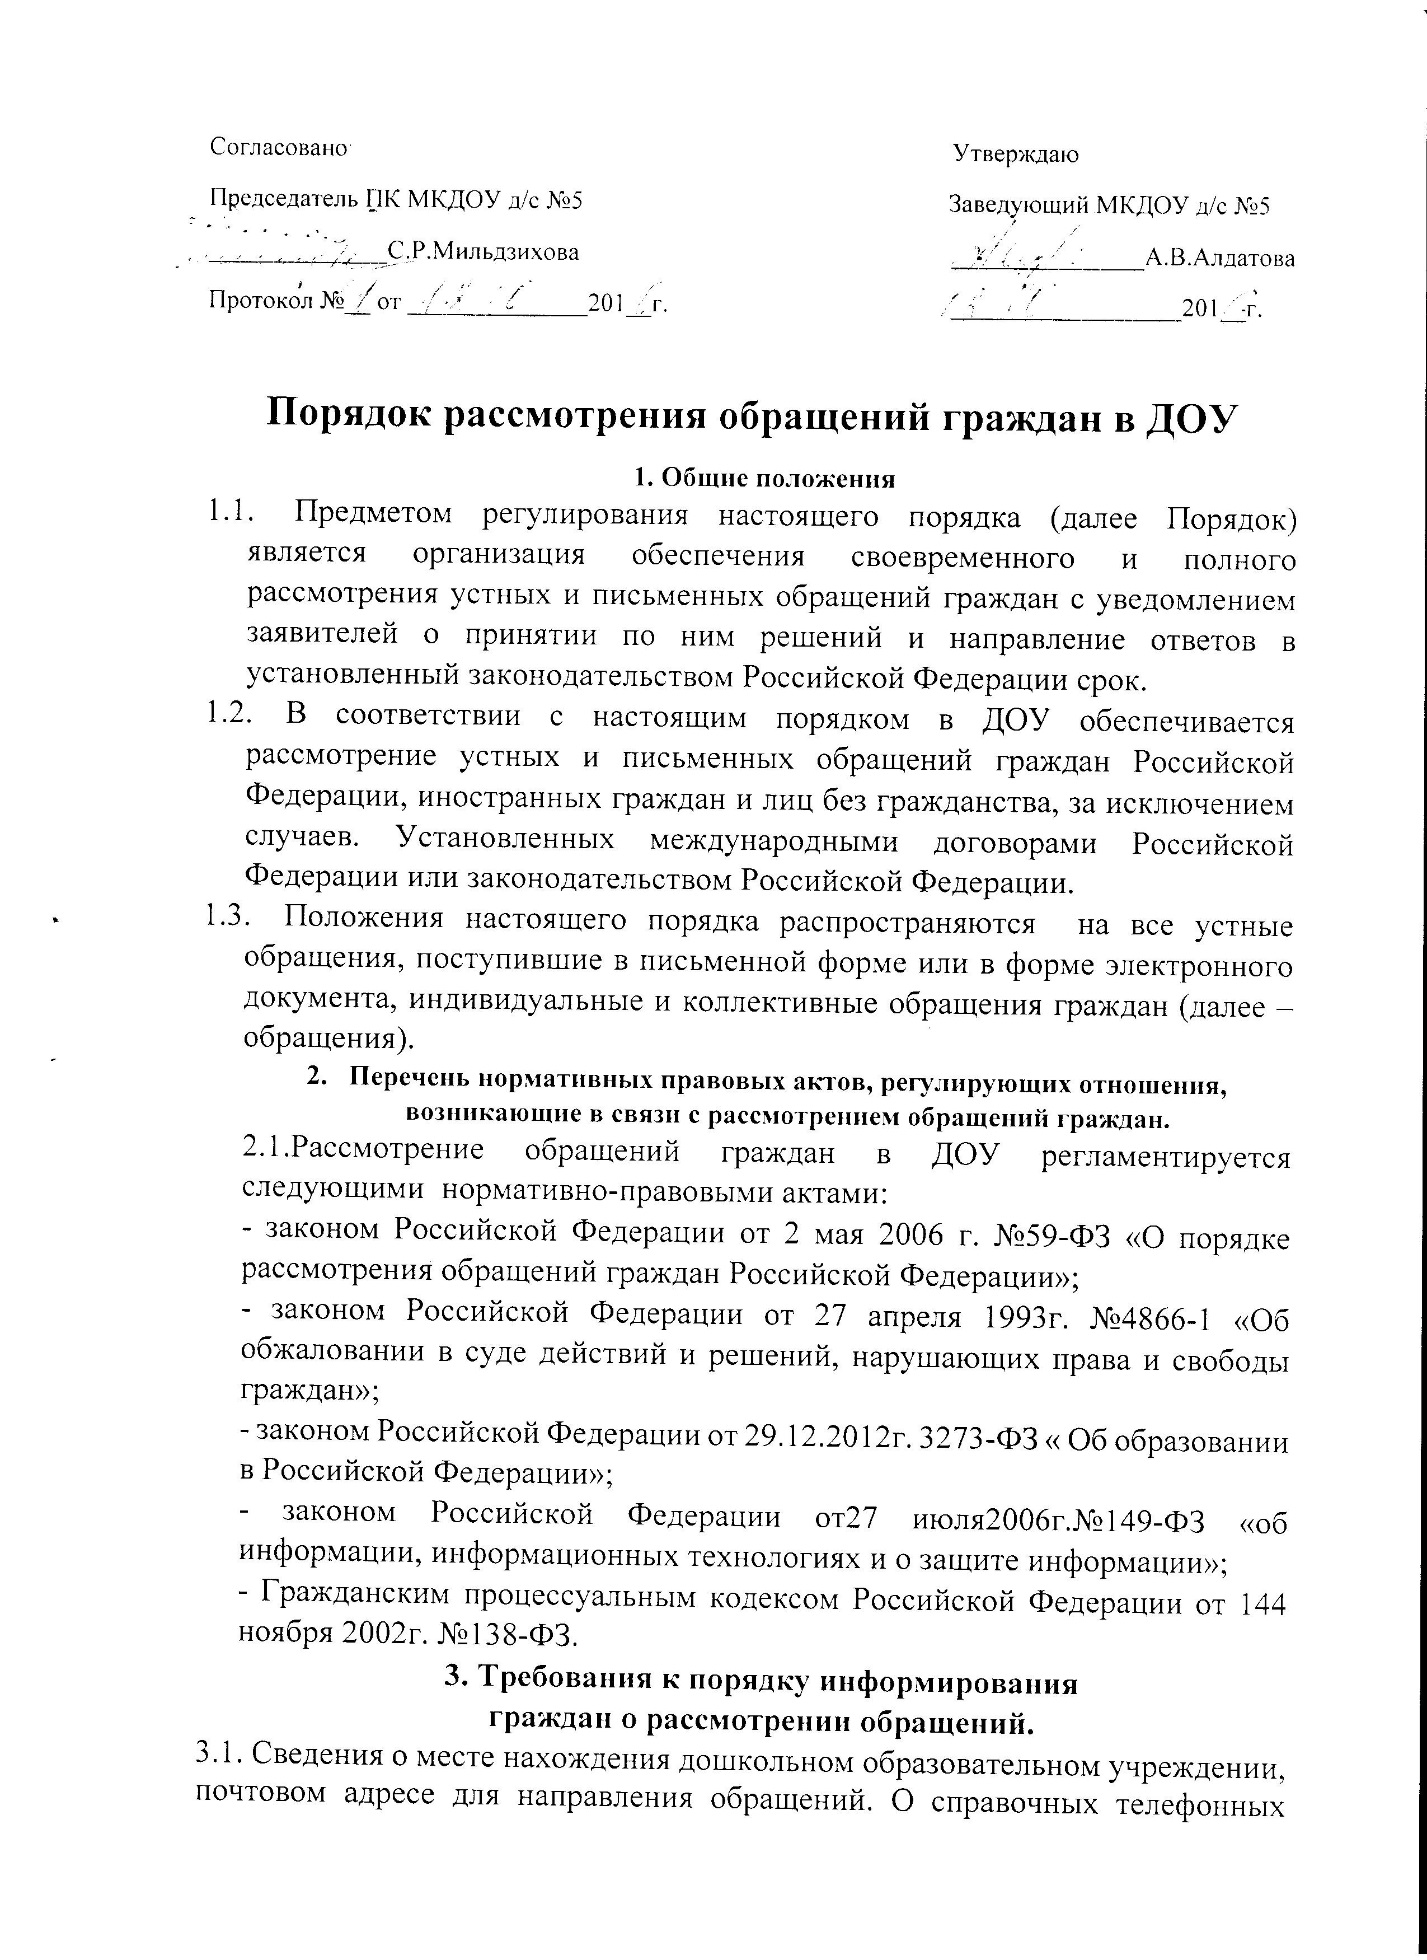 Согласовано
Утверждаю
Председатель ПК МКДОУ д/с №5
Заведующий МКДОУ д/с №5
С.Р.Мильдзихова
А.В.Алдатова
Протокол №__ от ______________201__г.
__________________201__г.
Порядок рассмотрения обращений граждан в ДОУ
1. Общие положения
1.1. Предметом регулирования настоящего порядка (далее Порядок)
является организация обеспечения своевременного и полного
рассмотрения устных и письменных обращений граждан с уведомлением
заявителей о принятии по ним решений и направление ответов в
установленный законодательством Российской Федерации срок.
1.2. В соответствии с настоящим порядком в ДОУ обеспечивается
рассмотрение устных и письменных обращений граждан Российской
Федерации, иностранных граждан и лиц без гражданства, за исключением
случаев. Установленных международными договорами Российской
Федерации или законодательством Российской Федерации.
1.3. Положения настоящего порядка распространяются на все устные
обращения, поступившие в письменной форме или в форме электронного
документа, индивидуальные и коллективные обращения граждан (далее –
обращения).
2. Перечень нормативных правовых актов, регулирующих отношения,
возникающие в связи с рассмотрением обращений граждан.
2.1.Рассмотрение обращений граждан в ДОУ регламентируется
следующими нормативно-правовыми актами:
- законом Российской Федерации от 2 мая 2006 г. №59-ФЗ «О порядке
рассмотрения обращений граждан Российской Федерации»;
- законом Российской Федерации от 27 апреля 1993г. №4866-1 «Об
обжаловании в суде действий и решений, нарушающих права и свободы
граждан»;
- законом Российской Федерации от 29.12.2012г. 3273-ФЗ « Об образовании
в Российской Федерации»;
- законом Российской Федерации от27 июля2006г.№149-ФЗ «об
информации, информационных технологиях и о защите информации»;
- Гражданским процессуальным кодексом Российской Федерации от 144
ноября 2002г. №138-ФЗ.
3. Требования к порядку информирования
граждан о рассмотрении обращений.
3.1. Сведения о месте нахождения дошкольном образовательном учреждении,
почтовом адресе для направления обращений. О справочных телефонных